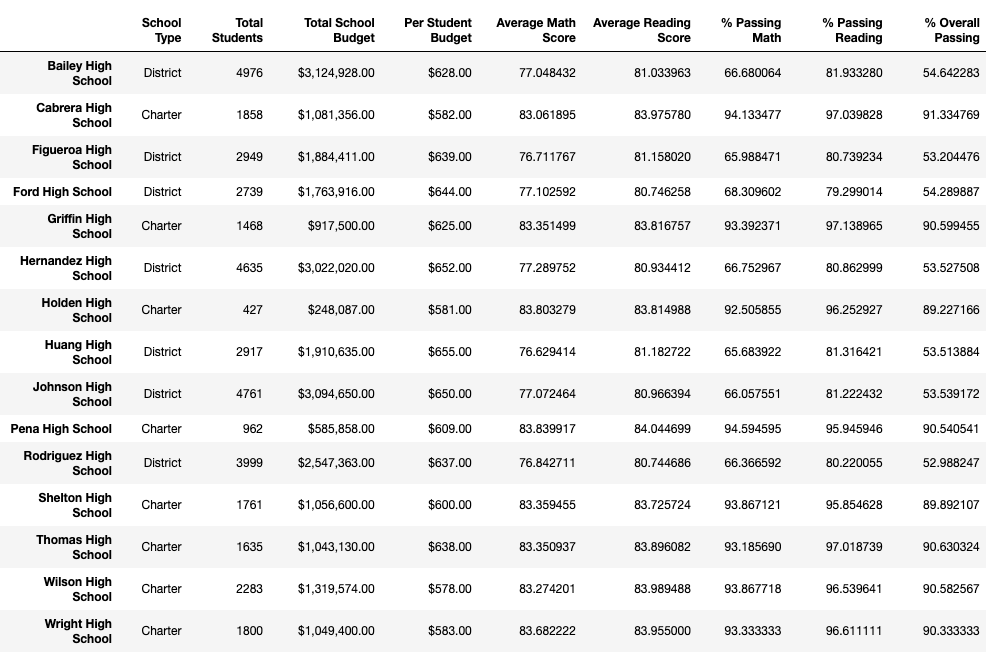 School Type Total Students Total School Budget Per Student Budget Average Math Score Average Reading Score % Passing Math % Passing Reading % Overall Passing
Bailey High School District 4976 $3,124,928.00 $628.00 77.048432 81.033963 66.680064 81.933280 54.642283
Cabrera High School Charter 1858 $1,081,356.00 $582.00 83.061895 83.975780 94.133477 97.039828 91.334769
Figueroa High School District 2949 $1,884,411.00 $639.00 76.711767 81.158020 65.988471 80.739234 53.204476
Ford High School District 2739 $1,763,916.00 $644.00 77.102592 80.746258 68.309602 79.299014 54.289887
Griffin High School Charter 1468 $917,500.00 $625.00 83.351499 83.816757 93.392371 97.138965 90.599455
Hernandez High School District 4635 $3,022,020.00 $652.00 77.289752 80.934412 66.752967 80.862999 53.527508
Holden High School Charter 427 $248,087.00 $581.00 83.803279 83.814988 92.505855 96.252927 89.227166
Huang High School District 2917 $1,910,635.00 $655.00 76.629414 81.182722 65.683922 81.316421 53.513884
Johnson High School District 4761 $3,094,650.00 $650.00 77.072464 80.966394 66.057551 81.222432 53.539172
Pena High School Charter 962 $585,858.00 $609.00 83.839917 84.044699 94.594595 95.945946 90.540541
Rodriguez High School District 3999 $2,547,363.00 $637.00 76.842711 80.744686 66.366592 80.220055 52.988247
Shelton High School Charter 1761 $1,056,600.00 $600.00 83.359455 83.725724 93.867121 95.854628 89.892107
Thomas High School Charter 1635 $1,043,130.00 $638.00 83.350937 83.896082 93.185690 97.018739 90.630324
Wilson High School Charter 2283 $1,319,574.00 $578.00 83.274201 83.989488 93.867718 96.539641 90.582567
Wright High School Charter 1800 $1,049,400.00 $583.00 83.682222 83.955000 93.333333 96.611111 90.333333